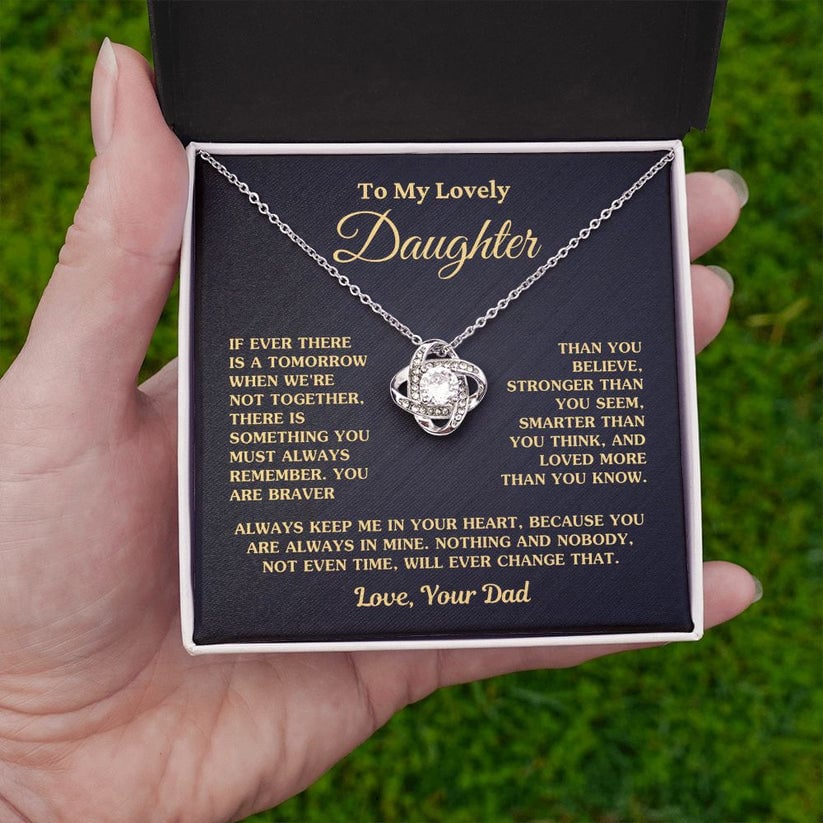 To My Lovely
Daughter
IF EVER THERE
IS A TOMORROW
WHEN WE'RE
NOT TOGETHER,
THERE IS
SOMETHING YOU
MUST ALWAYS
REMEMBER. YOU
ARE BRAVER
THAN YOU
BELIEVE,
STRONGER THAN
YOU SEEM,
SMARTER THAN
YOU THINK, AND
LOVED MORE
THAN YOU KNOW.
ALWAYS KEEP ME IN YOUR HEART, BECAUSE YOU
ARE ALWAYS IN MINE. NOTHING AND NOBODY,
NOT EVEN TIME, WILL EVER CHANGE THAT.
Love, Your Dad